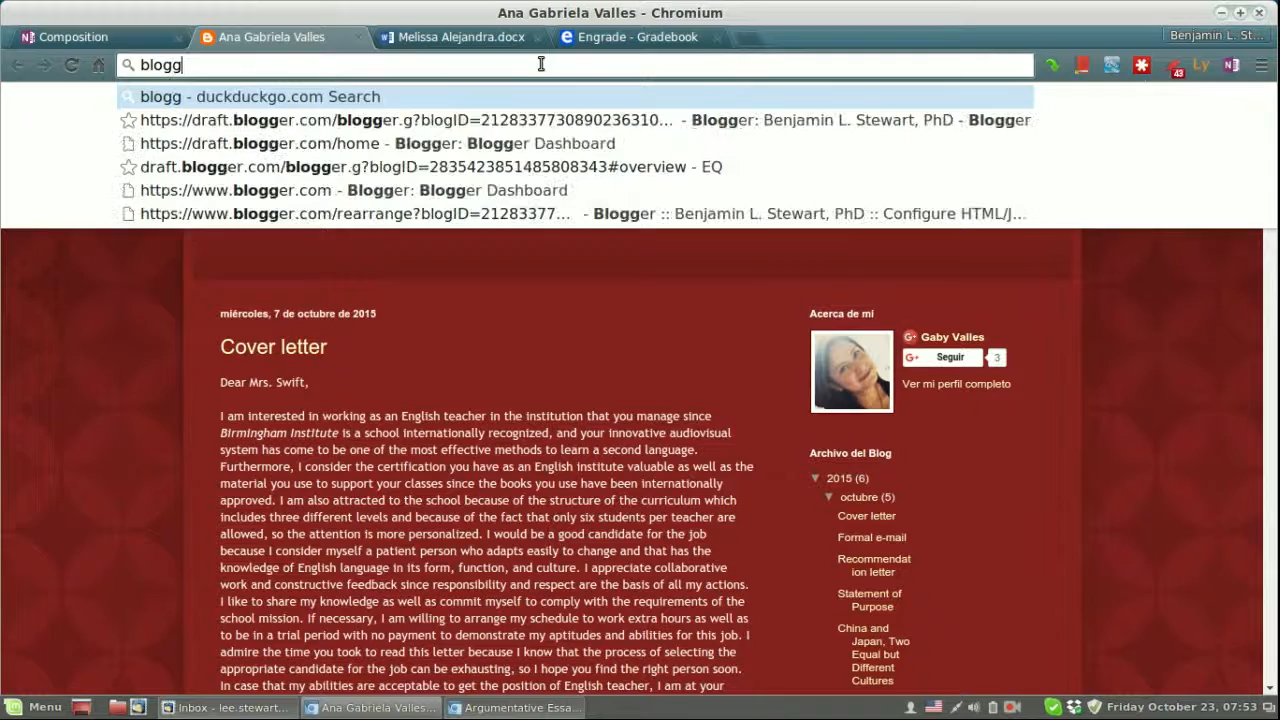 Ana Gabriela Valles - Chromium
Composition
Ana Gabriela Valles
Melissa Alejandra.docx
Engrade - Gradebook
Benjamin L. St...
blogg
43
Ly
blogg - duckduckgo.com Search
https://draft.blogger.com/blogger.g?blogID=2128337730890236310... - Blogger: Benjamin L. Stewart, PhD - Blogger
https://draft.blogger.com/home - Blogger: Blogger Dashboard
draft.blogger.com/blogger.g?blogID=2835423851485808343#overview - EQ
https://www.blogger.com - Blogger: Blogger Dashboard
https://www.blogger.com/rearrange?blogID=21283377... - Blogger :: Benjamin L. Stewart, PhD :: Configure HTML/J...
miércoles, 7 de octubre de 2015
Cover letter
Dear Mrs. Swift,
I am interested in working as an English teacher in the institution that you manage since
Birmingham Institute is a school internationally recognized, and your innovative audiovisual
system has come to be one of the most effective methods to learn a second language.
Furthermore, I consider the certification you have as an English institute valuable as well as the
material you use to support your classes since the books you use have been internationally
approved. I am also attracted to the school because of the structure of the curriculum which
includes three different levels and because of the fact that only six students per teacher are
allowed, so the attention is more personalized. I would be a good candidate for the job
because I consider myself a patient person who adapts easily to change and that has the
knowledge of English language in its form, function, and culture. I appreciate collaborative
work and constructive feedback since responsibility and respect are the basis of all my actions.
I like to share my knowledge as well as commit myself to comply with the requirements of the
school mission. If necessary, I am willing to arrange my schedule to work extra hours as well as
to be in a trial period with no payment to demonstrate my aptitudes and abilities for this job. I
admire the time you took to read this letter because I know that the process of selecting the
appropriate candidate for the job can be exhausting, so I hope you find the right person soon.
In case that my abilities are acceptable to get the position of English teacher, I am at your
Acerca de mí
Gaby Valles
Seguir
3
Ver mi perfil completo
Archivo del Blog
▼ 2015 (6)
▼ octubre (5)
Cover letter
Formal e-mail
Recommendat
ion letter
Statement of
Purpose
China and
Japan, Two
Equal but
Different
Cultures
Menu
Inbox - lee.stewart...
Ana Gabriela Valles...
Argumentative Essa...
Friday October 23, 07:53